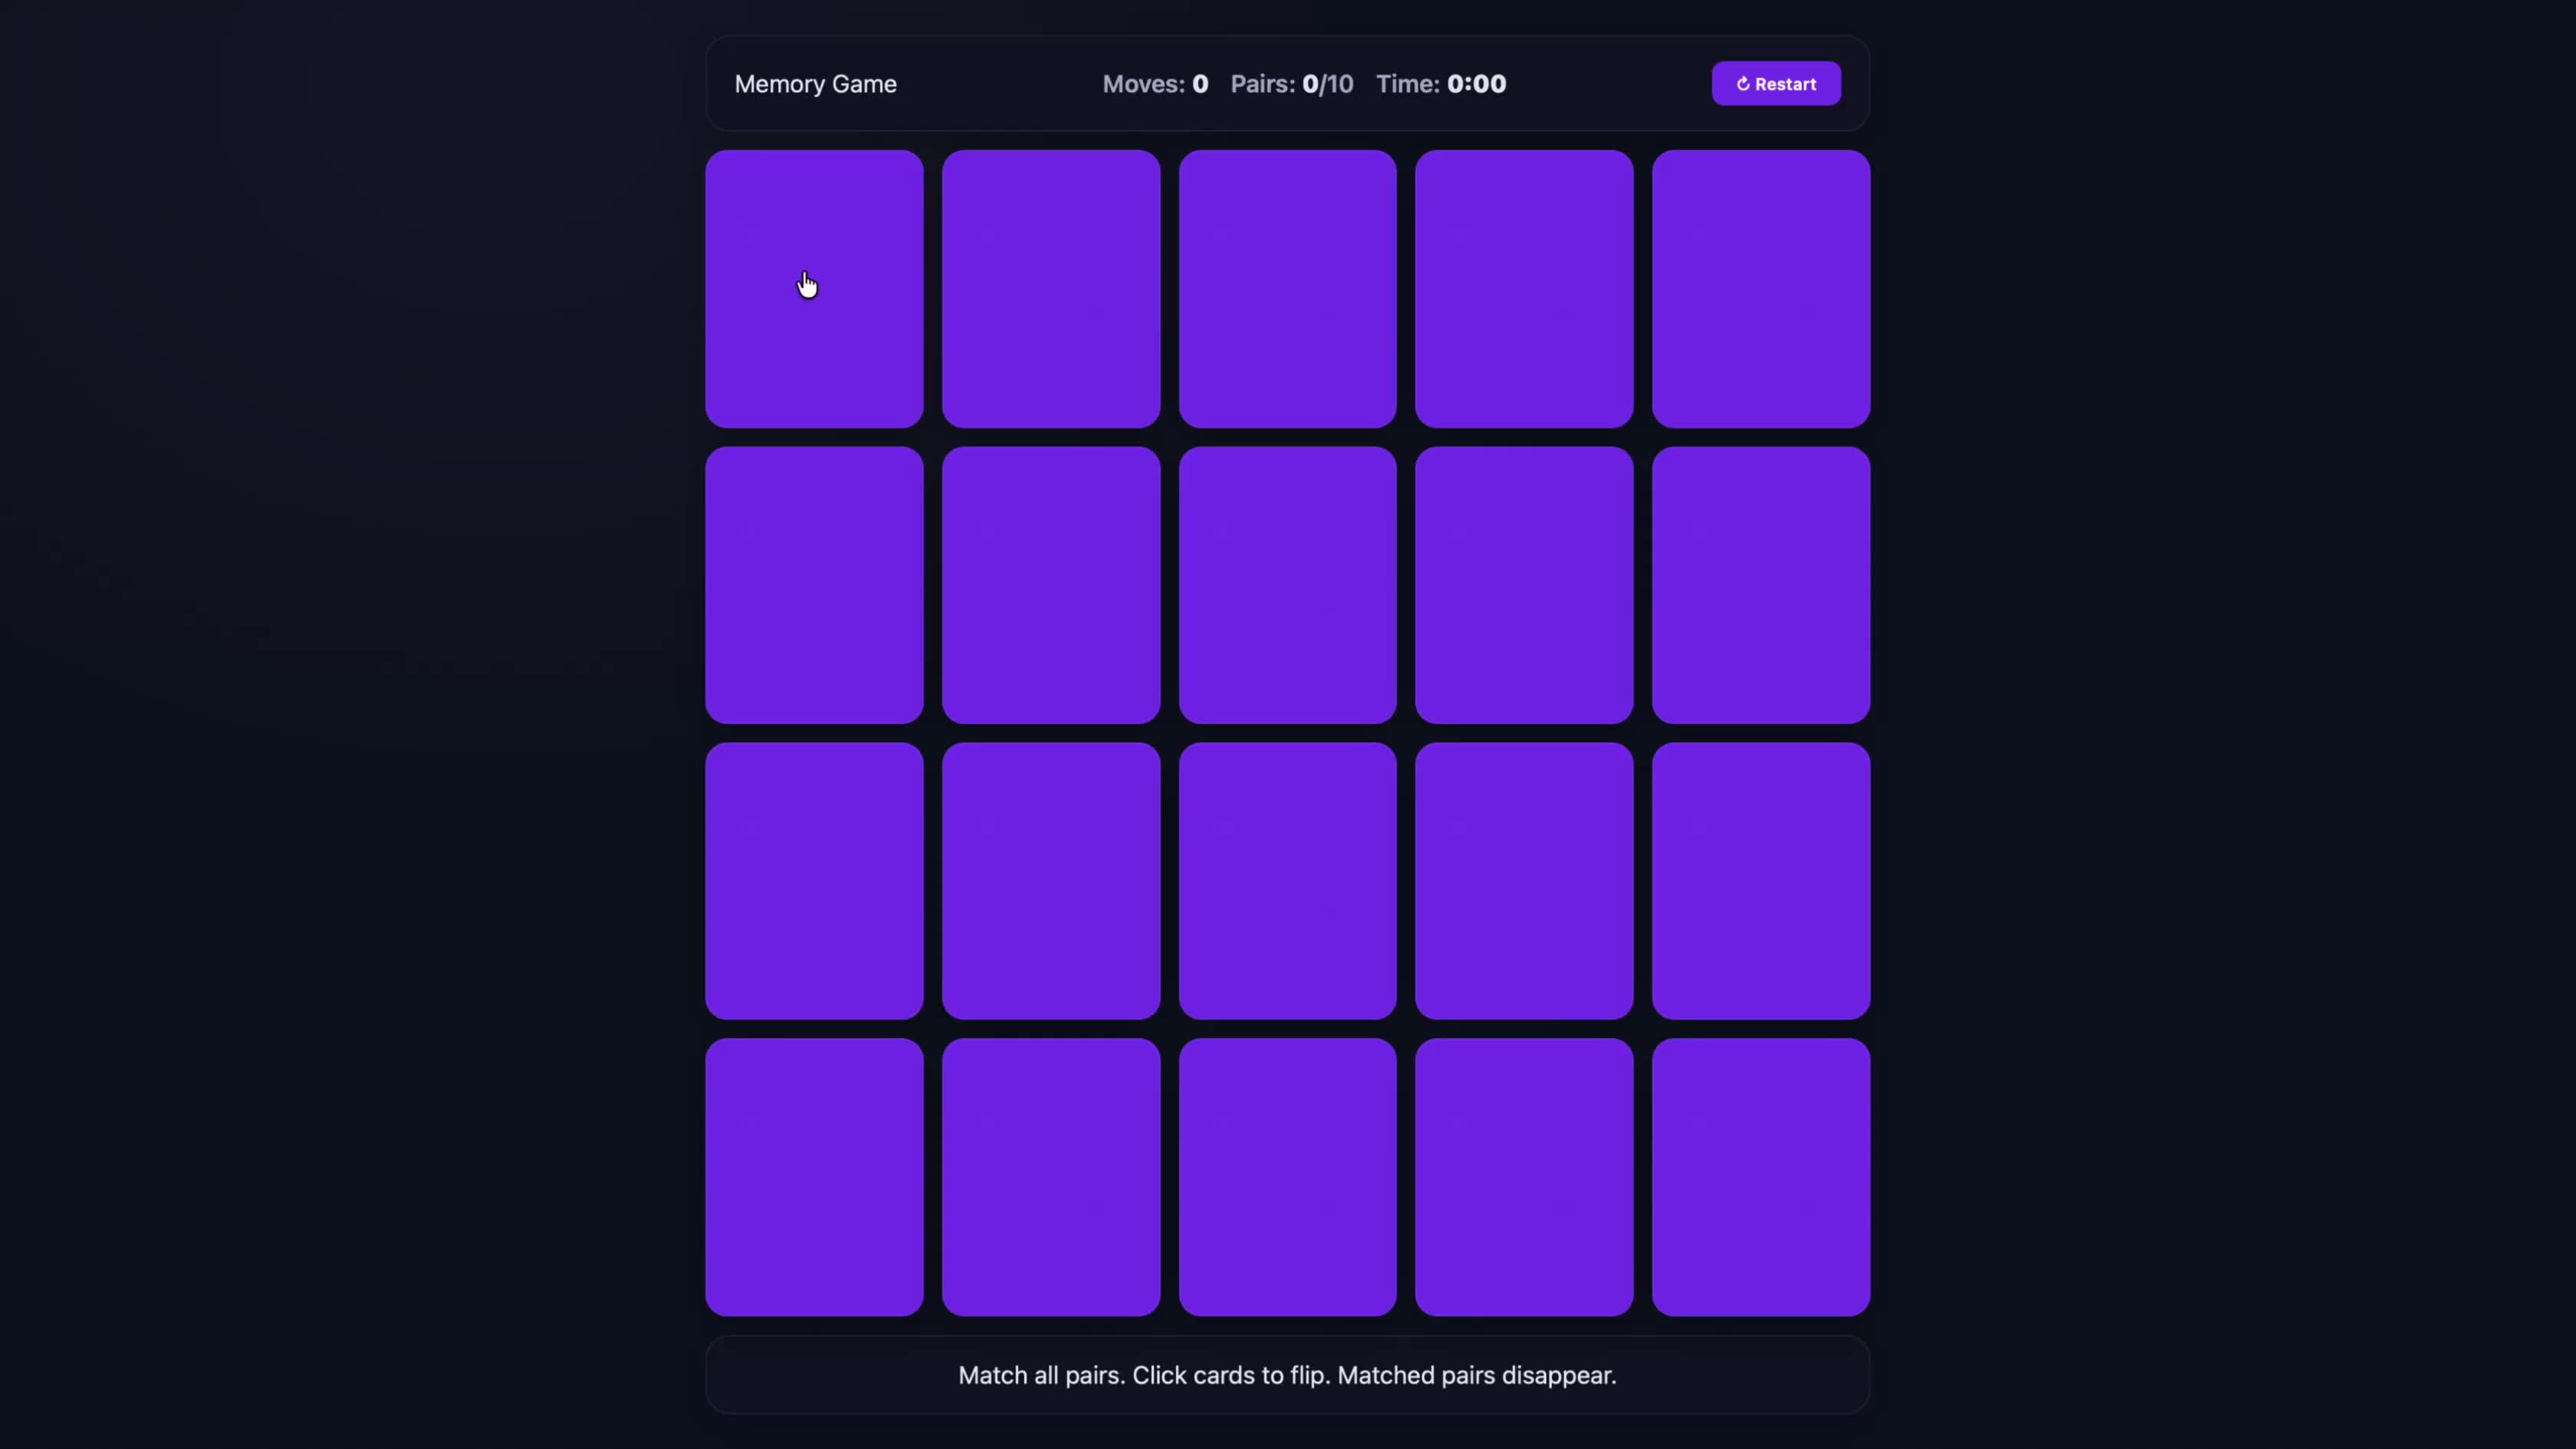 Memory Game
Moves: 0 Pairs: 0/10 Time: 0:00
↻ Restart
Match all pairs. Click cards to flip. Matched pairs disappear.